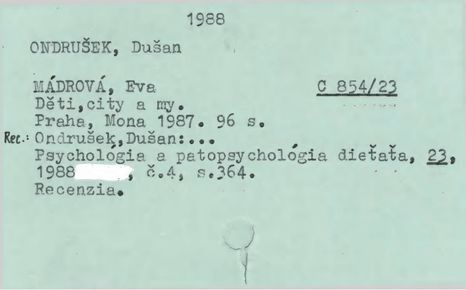 1988
ONDRUŠEK, Dušan
MÁDROVÁ, Eva C 854/23
Děti,city a my.
Praha, Mona 1987. 96 s.
Rec.: Ondrušek,Dušan:...
Psychológia a patopsychológia dieťaťa, 23,
1988 , č.4, s.364.
Recenzia.